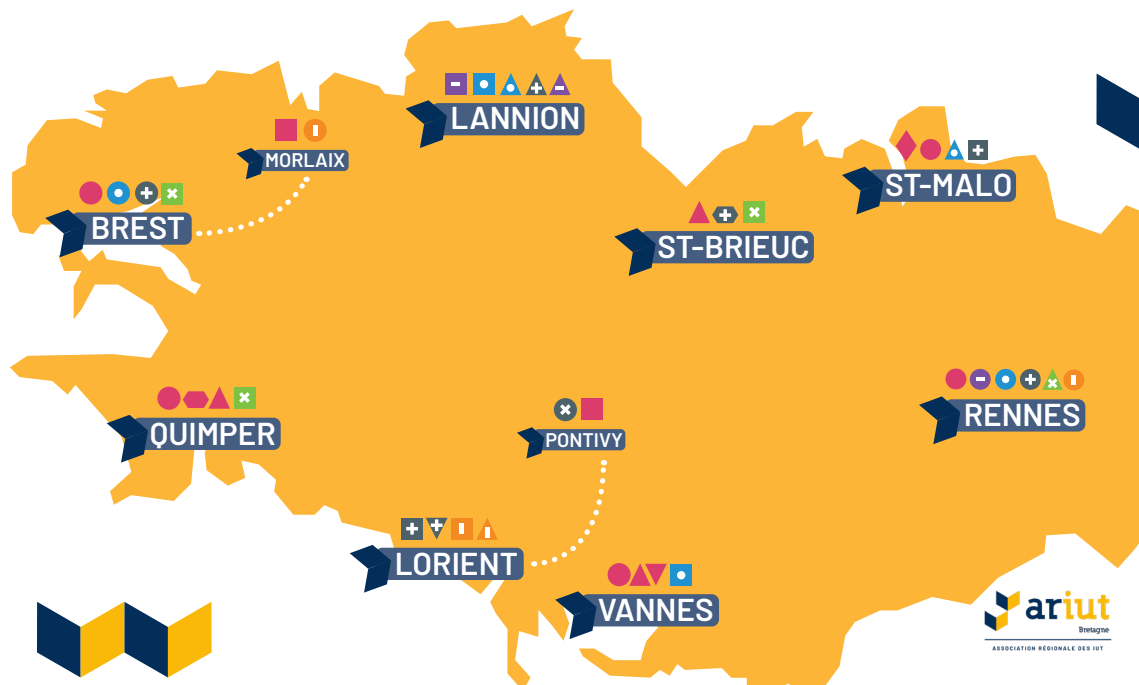 LANNION
MORLAIX
ST-MALO
BREST
ST-BRIEUC
RENNES
QUIMPER
PONTIVY
LORIENT
VANNES
ariut
Bretagne
ASSOCIATION RÉGIONALE DES IUT